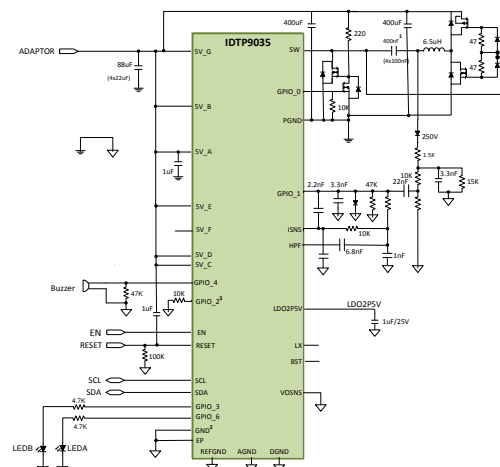 400uF
400uF
IDTP9035
220
400nF¹
(4x100nF)
6.5uH
47
47
ADAPTOR
5V_G
SW
88uF
(4x22uF)
GPIO_0
10K
5V_B
PGND
250V
5V_A
1.5K
1uF
10K
3.3nF
15K
2.2nF
3.3nF
47K
22nF
GPIO_1
5V_E
5V_F
ISNS
10K
HPF
5V_D
5V_C
6.8nF
1nF
Buzzer
GPIO_4
47K
10K
GPIO_2³
1uF
LDO2P5V
LDO2P5V
1uF/25V
EN
EN
RESET
RESET
LX
100K
BST
SCL
SCL
SDA
SDA
VOSNS
4.7K
GPIO_3
GPIO_6
4.7K
GND²
EP
LEDB
LEDA
REFGND
AGND
DGND